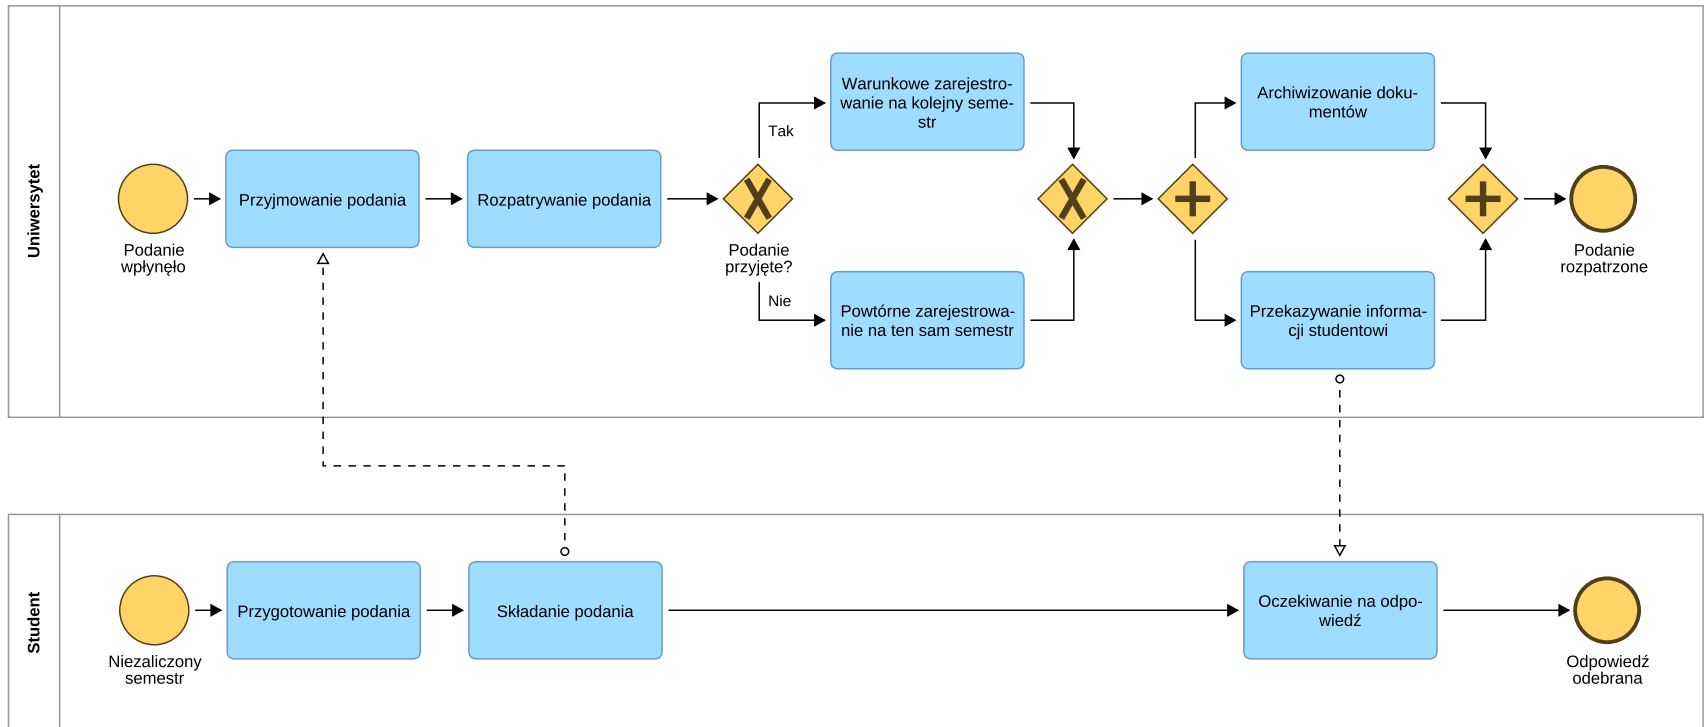 Uniwersytet
Podanie
wpłynęło
Przyjmowanie podania
Rozpatrywanie podania
Podanie
przyjęte?
Tak
Nie
Warunkowe zarejestro-
wanie na kolejny seme-
str
Powtórne zarejestrowa-
nie na ten sam semestr
Archiwizowanie doku-
mentów
Przekazywanie informa-
cji studentowi
Podanie
rozpatrzone
Student
Niezaliczony
semestr
Przygotowanie podania
Składanie podania
Oczekiwanie na odpo-
wiedź
Odpowiedź
odebrana